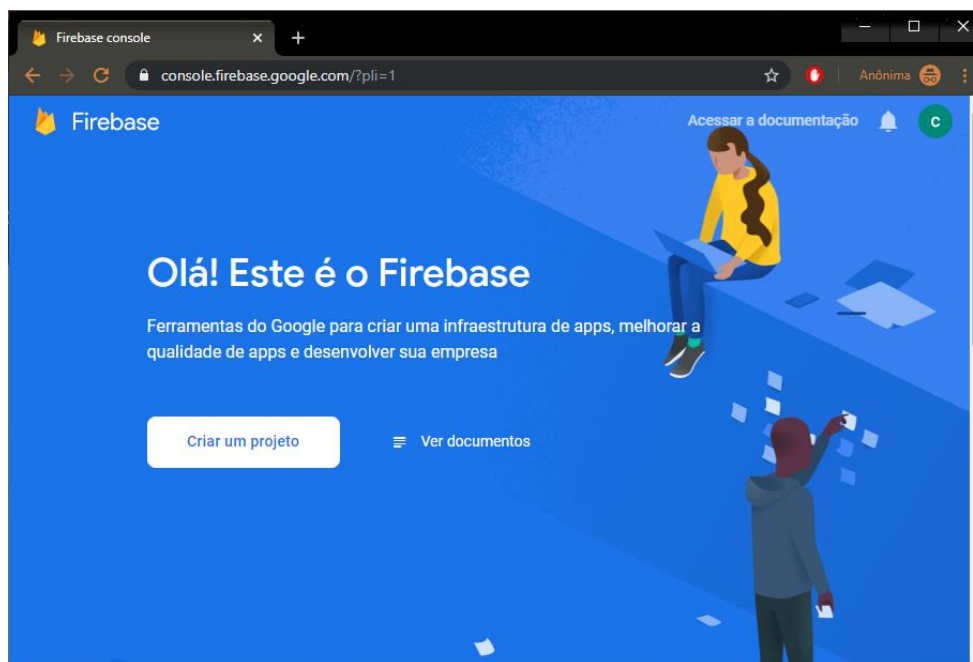 Firebase console
console.firebase.google.com/?pli=1
Anônima
Firebase
Acessar a documentação
C
Olá! Este é o Firebase
Ferramentas do Google para criar uma infraestrutura de apps, melhorar a
qualidade de apps e desenvolver sua empresa
Criar um projeto
Ver documentos